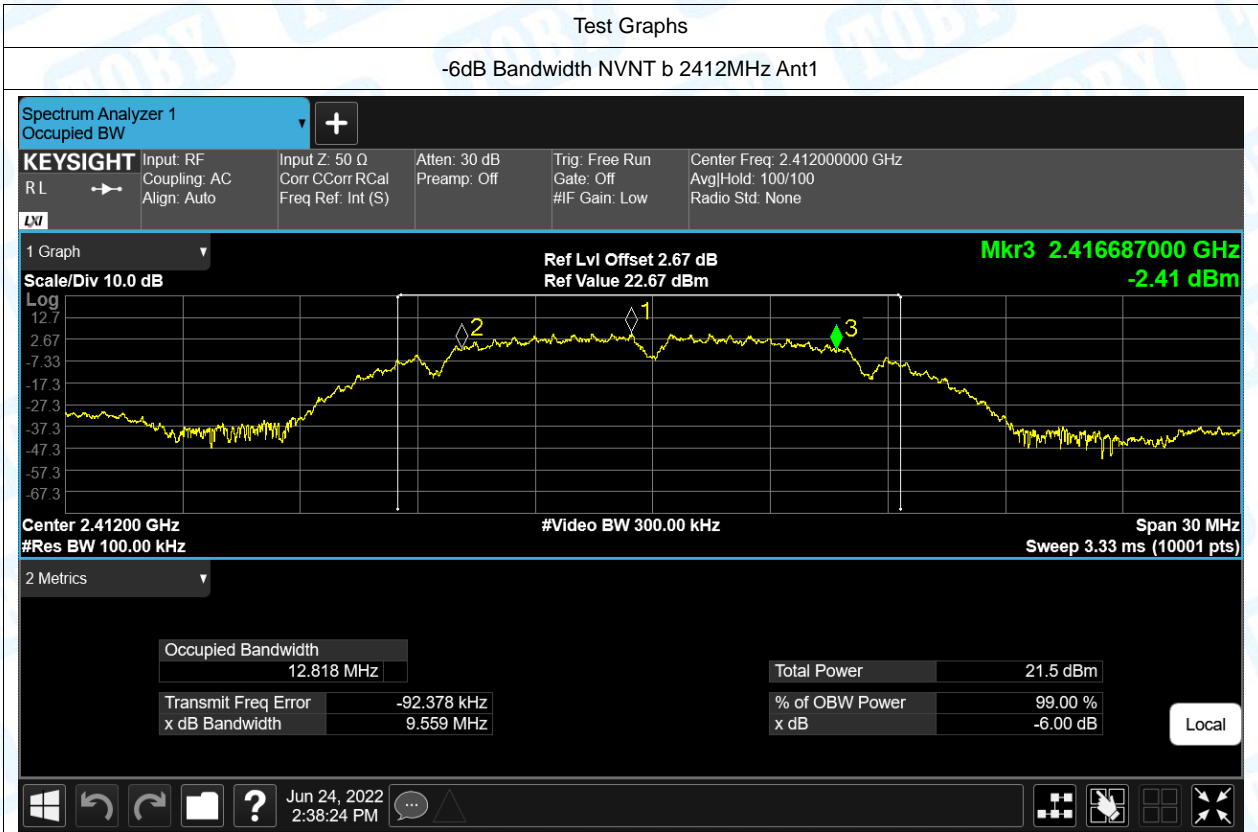 Test Graphs
-6dB Bandwidth NVNT b 2412MHz Ant1
Spectrum Analyzer 1
Occupied BW
KEYSIGHT
R L
LXI
Input: RF
Coupling: AC
Align: Auto
Input Z: 50 Ω
Corr CCorr RCal
Freq Ref: Int (S)
Atten: 30 dB
Preamp: Off
Trig: Free Run
Gate: Off
#IF Gain: Low
Center Freq: 2.412000000 GHz
Avg|Hold: 100/100
Radio Std: None
1 Graph
Scale/Div 10.0 dB
Ref Lvl Offset 2.67 dB
Ref Value 22.67 dBm
Mkr3 2.416687000 GHz
-2.41 dBm
Log
12.7
2.67
-7.33
-17.3
-27.3
-37.3
-47.3
-57.3
-67.3
2
1
3
Center 2.41200 GHz
#Res BW 100.00 kHz
#Video BW 300.00 kHz
Span 30 MHz
Sweep 3.33 ms (10001 pts)
2 Metrics
Occupied Bandwidth
12.818 MHz
Transmit Freq Error -92.378 kHz
x dB Bandwidth 9.559 MHz
Total Power 21.5 dBm
% of OBW Power 99.00 %
x dB -6.00 dB
Local
Jun 24, 2022
2:38:24 PM
TOBY